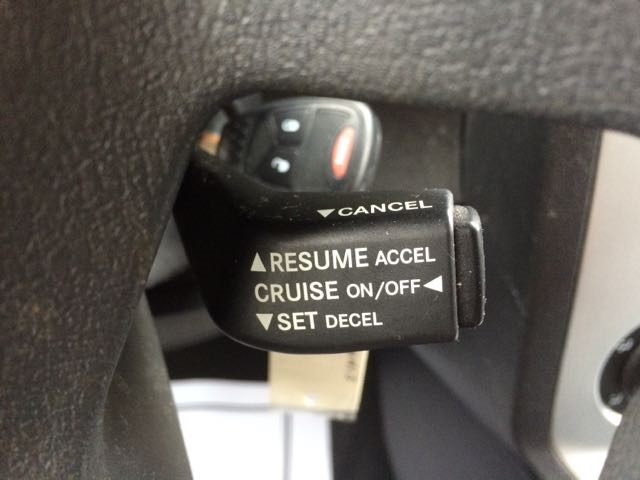 ▼CANCEL
▲RESUME ACCEL
CRUISE ON/OFF◀
▼SET DECEL